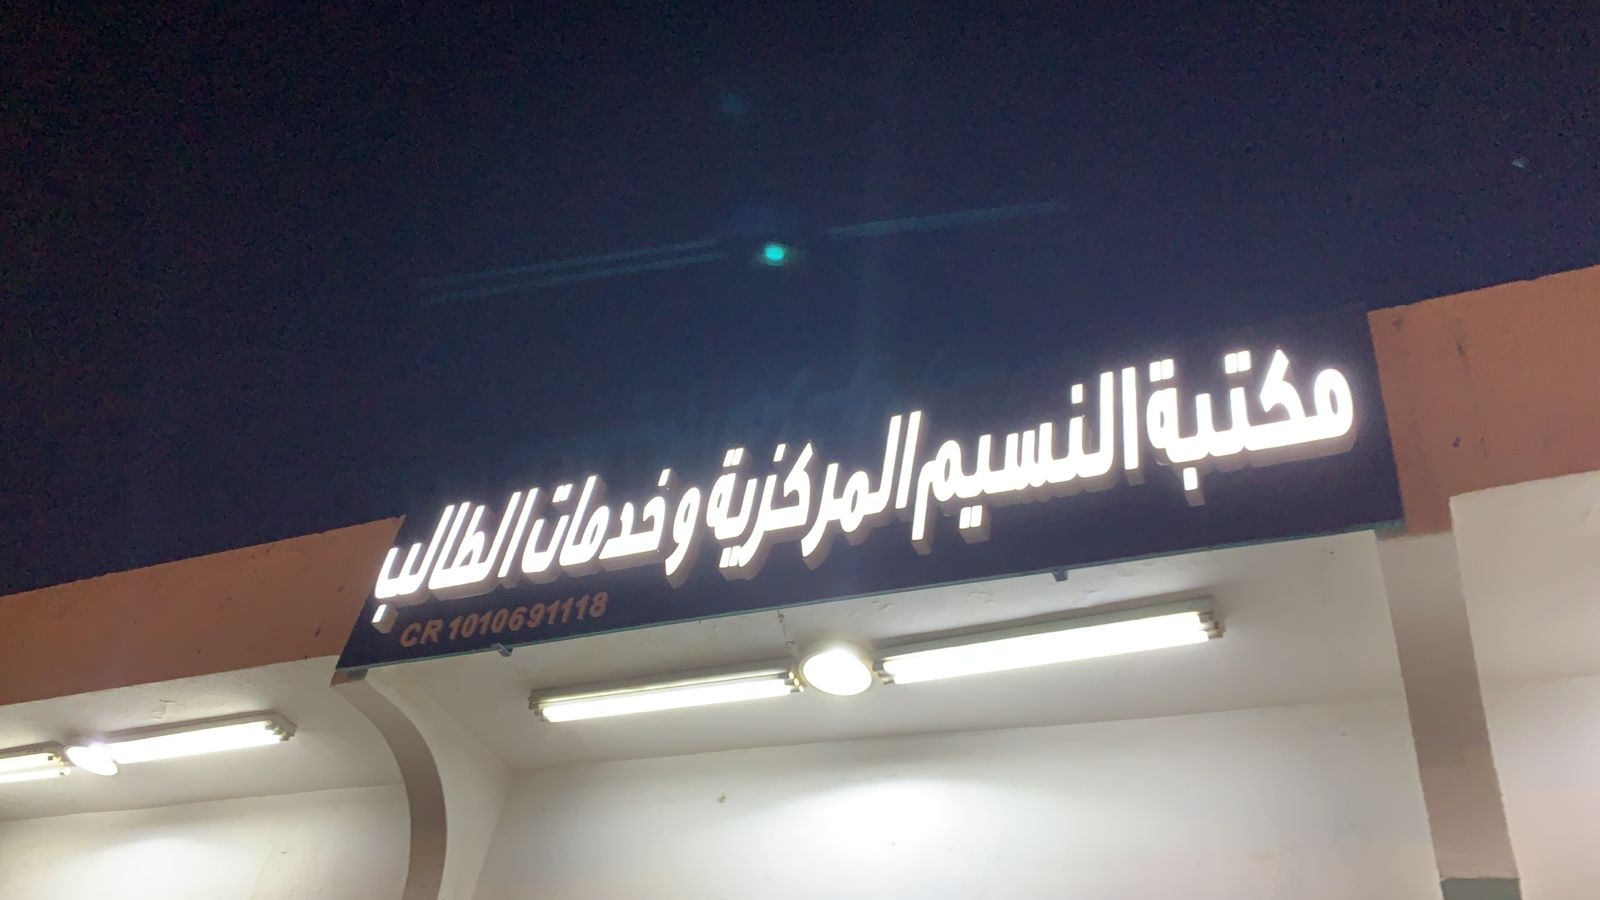 مكتبة النسيم المركزية وخدمات الطالب
CR 1010691118